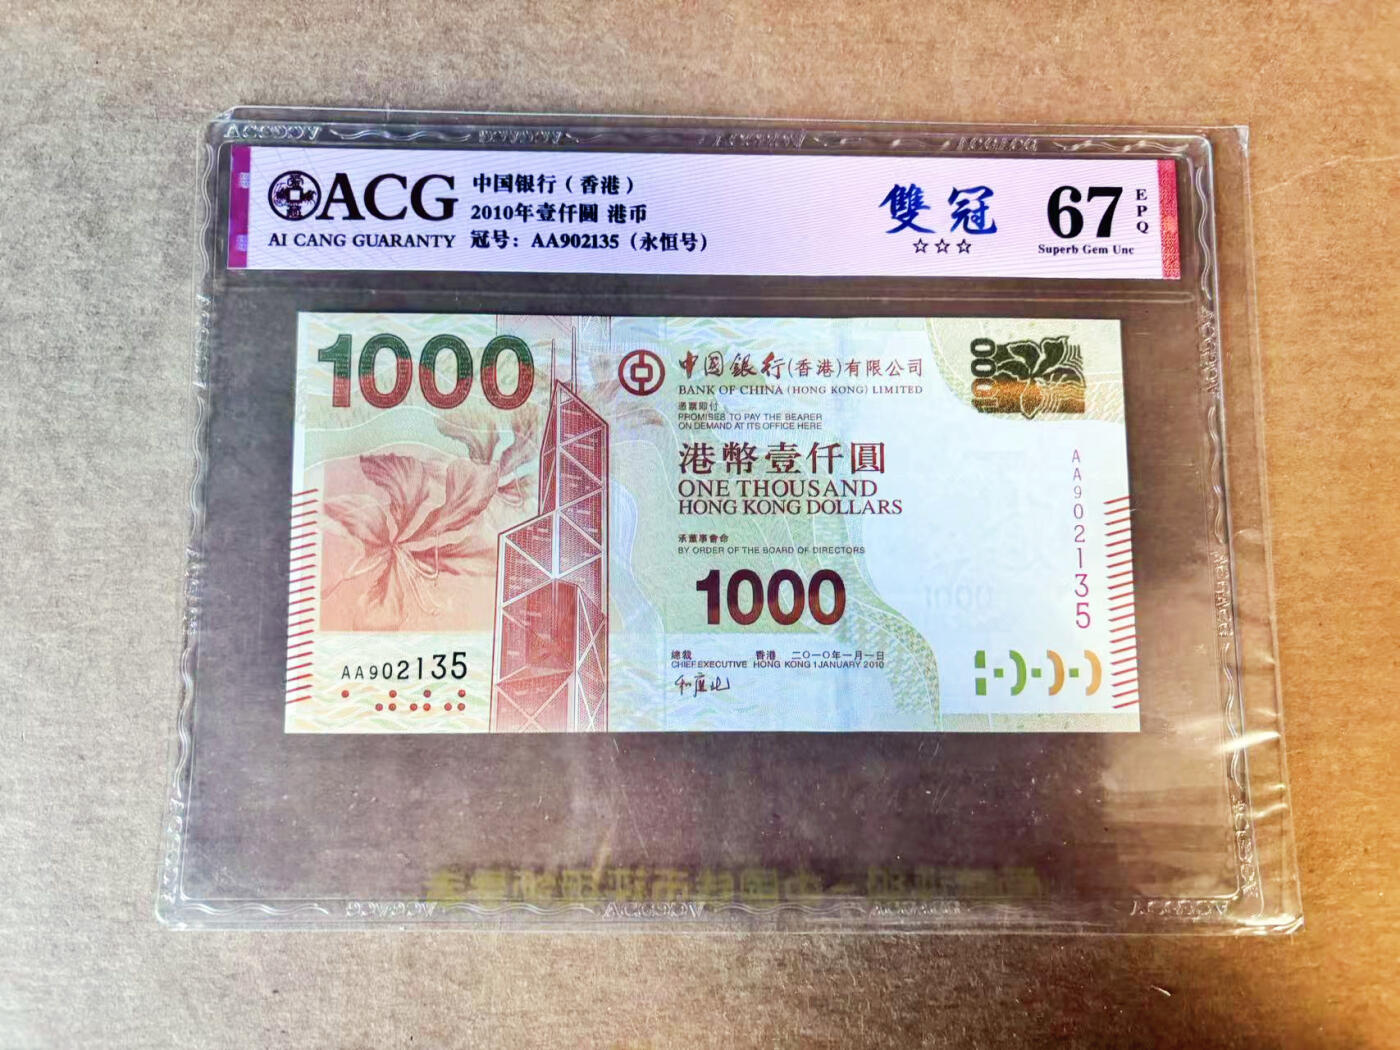 ACG
AI CANG GUARANTY
中国银行（香港）
2010年壹仟圓 港币
冠号：AA902135（永恒号）
雙冠
☆☆☆
67
EPQ
Superb Gem Unc
1000
中國銀行(香港)有限公司
BANK OF CHINA (HONG KONG) LIMITED
憑票即付
PROMISES TO PAY THE BEARER
ON DEMAND AT ITS OFFICE HERE
港幣壹仟圓
ONE THOUSAND
HONG KONG DOLLARS
承董事會命
BY ORDER OF THE BOARD OF DIRECTORS
1000
總裁 香港 二〇一〇年一月一日
CHIEF EXECUTIVE HONG KONG 1 JANUARY 2010
AA902135
1000
AA902135